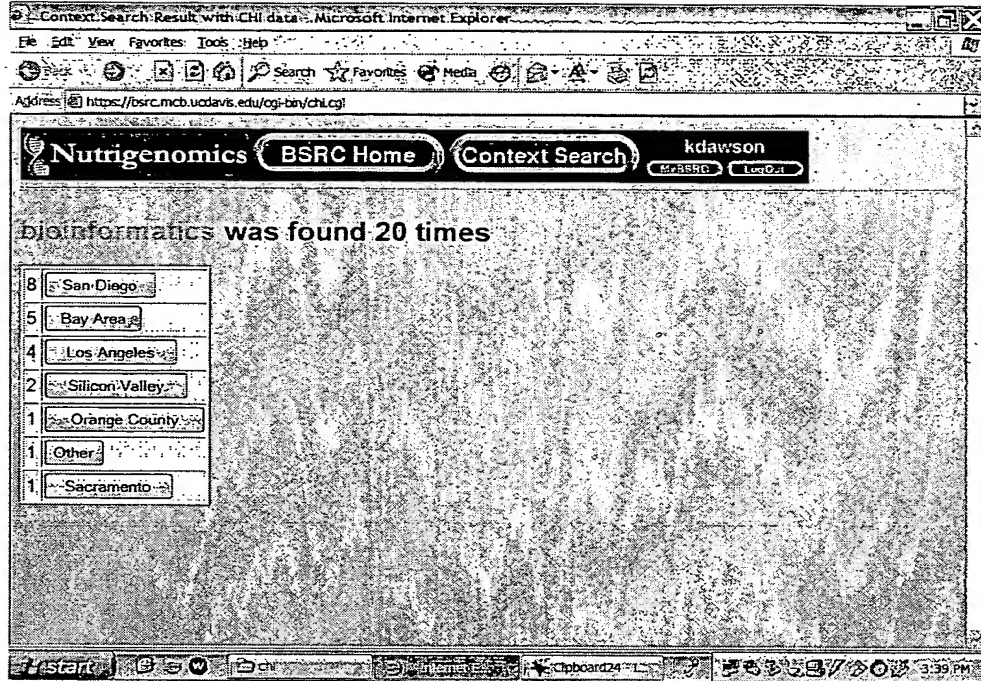 Context Search Result with CHI data - Microsoft Internet Explorer
File Edit View Favorites Tools Help
Back Search Favorites Media
Address https://bsrc.mcb.ucdavis.edu/cgi-bin/chi.cgi
Nutrigenomics BSRC Home Context Search kdawson
MyBSRC LogOut
bioinformatics was found 20 times
8 San Diego
5 Bay Area
4 Los Angeles
2 Silicon Valley
1 Orange County
1 Other
1 Sacramento
start chi Internet Clipboard24 3:39 PM